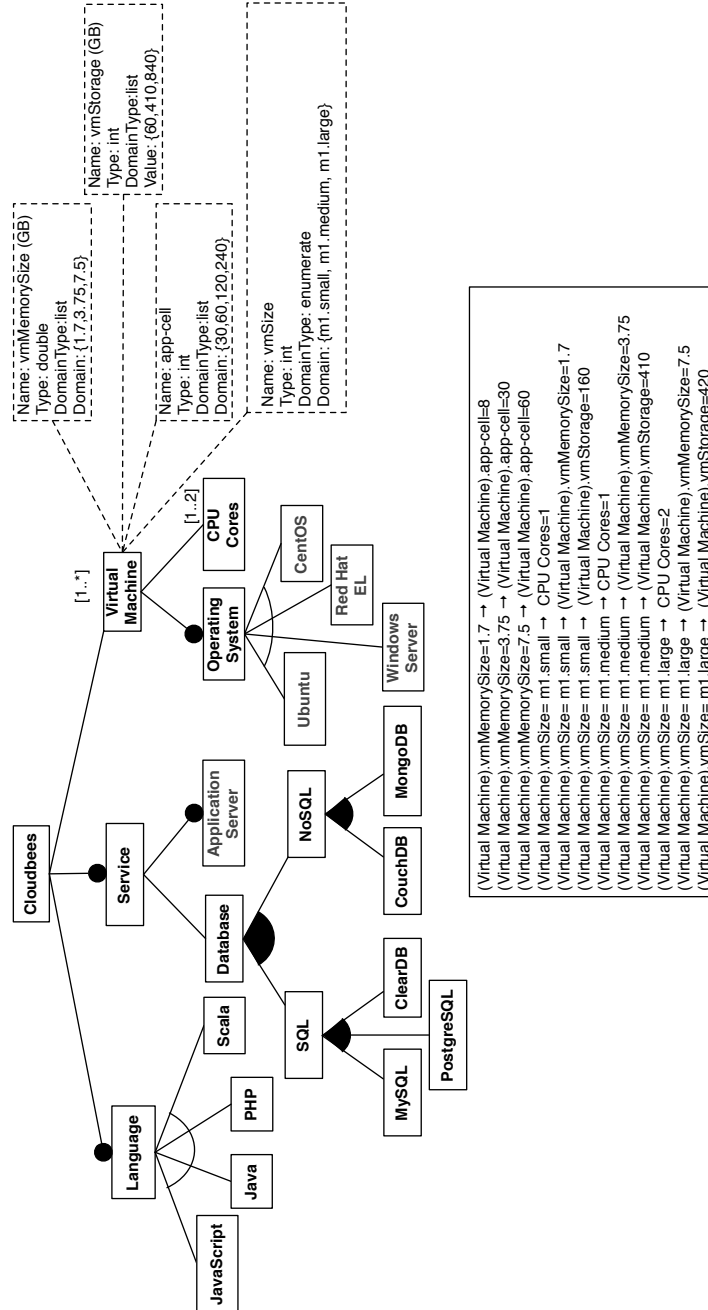 Cloudbees
Language
JavaScript
Java
PHP
Scala
Service
Database
Application
Server
SQL
NoSQL
MySQL
PostgreSQL
ClearDB
CouchDB
MongoDB
[1..*]
Virtual
Machine
Operating
System
[1..2]
CPU
Cores
Ubuntu
Windows
Server
Red Hat
EL
CentOS
Name: vmMemorySize (GB)
Type: double
DomainType:list
Domain: {1.7,3.75,7.5}
Name: vmStorage (GB)
Type: int
DomainType:list
Value: {60,410,840}
Name: app-cell
Type: int
DomainType:list
Domain: {30,60,120,240}
Name: vmSize
Type: int
DomainType: enumerate
Domain: {m1.small, m1.medium, m1.large}
(Virtual Machine).vmMemorySize=1.7 → (Virtual Machine).app-cell=8
(Virtual Machine).vmMemorySize=3.75 → (Virtual Machine).app-cell=30
(Virtual Machine).vmMemorySize=7.5 → (Virtual Machine).app-cell=60
(Virtual Machine).vmSize= m1.small → CPU Cores=1
(Virtual Machine).vmSize= m1.small → (Virtual Machine).vmMemorySize=1.7
(Virtual Machine).vmSize= m1.small → (Virtual Machine).vmStorage=160
(Virtual Machine).vmSize= m1.medium → CPU Cores=1
(Virtual Machine).vmSize= m1.medium → (Virtual Machine).vmMemorySize=3.75
(Virtual Machine).vmSize= m1.medium → (Virtual Machine).vmStorage=410
(Virtual Machine).vmSize= m1.large → CPU Cores=2
(Virtual Machine).vmSize= m1.large → (Virtual Machine).vmMemorySize=7.5
(Virtual Machine).vmSize= m1.large → (Virtual Machine).vmStorage=420